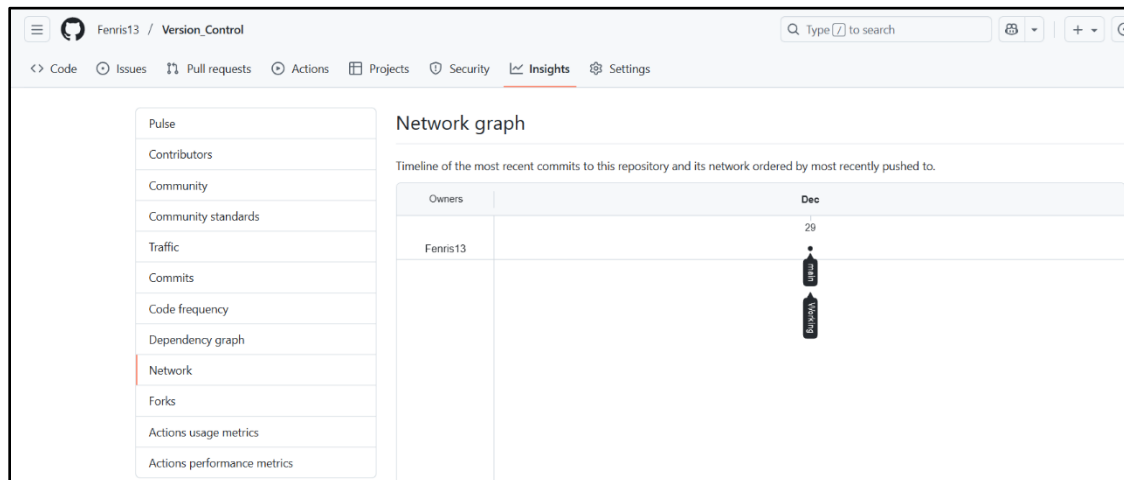 Fenris13 / Version_Control
Type / to search
Code Issues Pull requests Actions Projects Security Insights Settings
Pulse
Contributors
Community
Community standards
Traffic
Commits
Code frequency
Dependency graph
Network
Forks
Actions usage metrics
Actions performance metrics
Network graph
Timeline of the most recent commits to this repository and its network ordered by most recently pushed to.
Owners Dec
29
Fenris13
main
Working